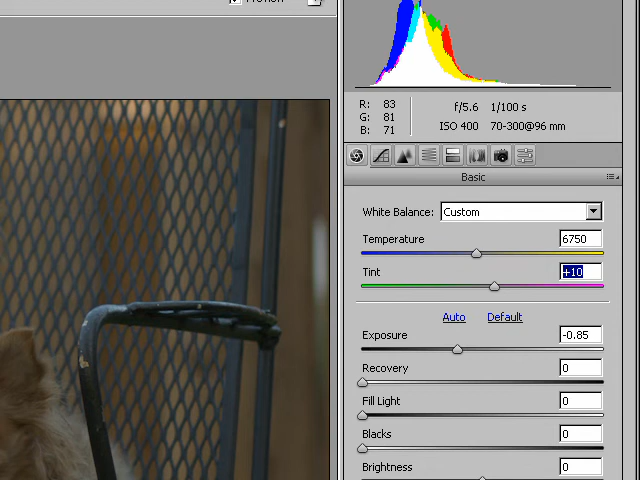 R: 83
G: 81
B: 71
f/5.6 1/100 s
ISO 400 70-300@96 mm
Basic
White Balance: Custom
Temperature 6750
Tint +10
Auto Default
Exposure -0.85
Recovery 0
Fill Light 0
Blacks 0
Brightness 0